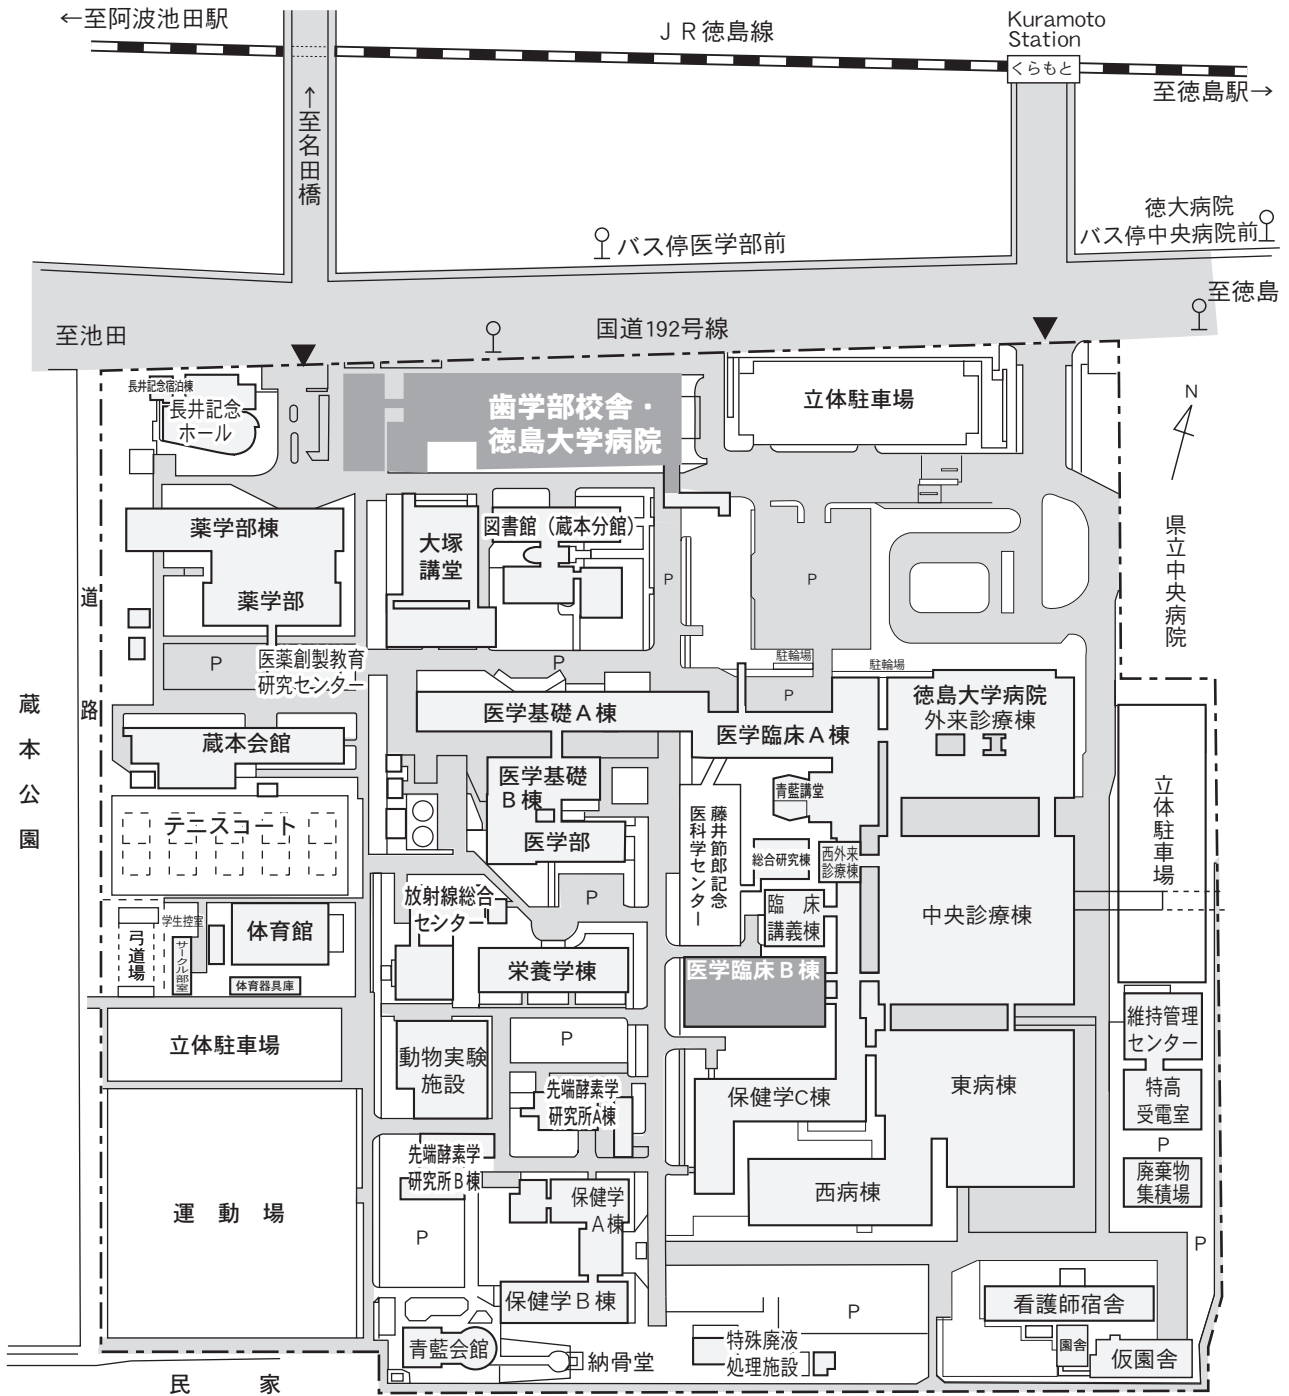 ←至阿波池田駅
JR徳島線
Kuramoto
Station
くらもと
至徳島駅→
←至名田橋
徳大病院
バス停中央病院前
バス停医学部前
至徳島
至池田
国道192号線
長井記念宿泊棟
長井記念
ホール
歯学部校舎・
徳島大学病院
立体駐車場
N
県立中央病院
薬学部棟
薬学部
大塚
講堂
図書館（蔵本分館）
P
P
道路
P
医薬創製教育
研究センター
P
駐輪場
駐輪場
P
蔵本公園
蔵本会館
医学基礎A棟
医学臨床A棟
徳島大学病院
外来診療棟
医学基礎
B棟
医学部
青藍講堂
藤井節郎記念
医科学センター
総合研究棟
西外来
診療棟
立体駐車場
テニスコート
放射線総合
センター
P
臨床
講義棟
中央診療棟
学生控室
弓道場
サークル部室
体育館
体育器具庫
栄養学棟
医学臨床B棟
維持管理
センター
立体駐車場
動物実験
施設
P
先端酵素学
研究所A棟
保健学C棟
東病棟
特高
受電室
P
先端酵素学
研究所B棟
廃棄物
集積場
保健学
A棟
西病棟
運動場
P
P
保健学B棟
P
看護師宿舎
青藍会館
納骨堂
特殊廃液
処理施設
園舎
仮園舎
民家